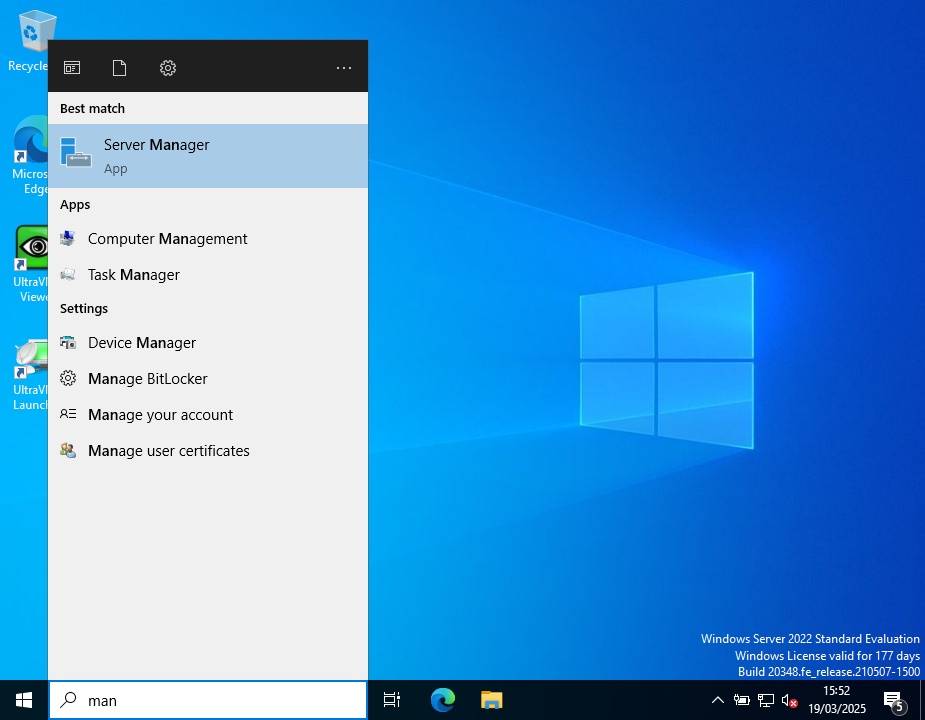 Recycle
Micros
Edge
UltraVN
Viewe
UltraVN
Launch
Best match
Server Manager
App
Apps
Computer Management
Task Manager
Settings
Device Manager
Manage BitLocker
Manage your account
Manage user certificates
man
Windows Server 2022 Standard Evaluation
Windows License valid for 177 days
Build 20348.fe_release.210507-1500
15:52
19/03/2025
5